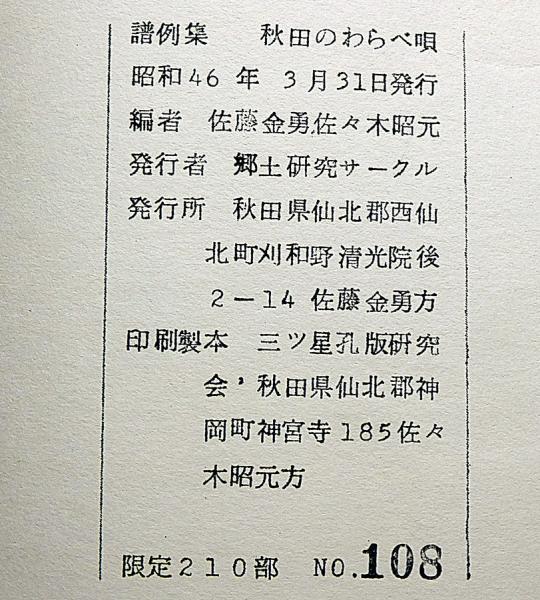 譜例集　秋田のわらべ唄
昭和46年 3月31日発行
編者　佐藤金勇佐々木昭元
発行者　郷土研究サークル
発行所　秋田県仙北郡西仙
北町刈和野清光院後
2－14 佐藤金勇方
印刷製本　三ツ星孔版研究
会，秋田県仙北郡神
岡町神宮寺185佐々
木昭元方
限定210部　NO.108